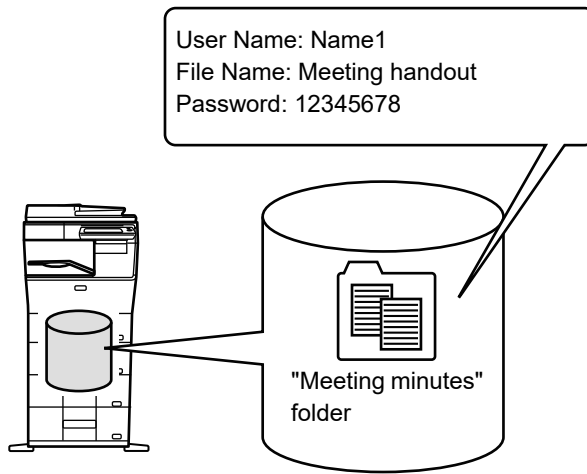 User Name: Name1
File Name: Meeting handout
Password: 12345678
"Meeting minutes"
folder